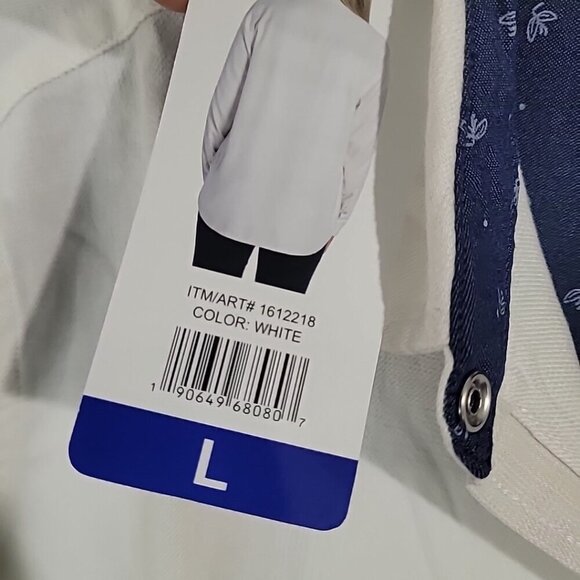 ITM/ART# 1612218
COLOR: WHITE
1 90649 68080 7
L